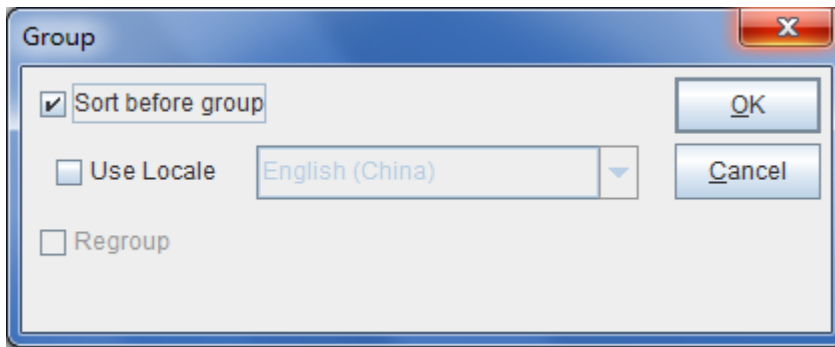 Group
Sort before group
OK
Use Locale
English (China)
Cancel
Regroup